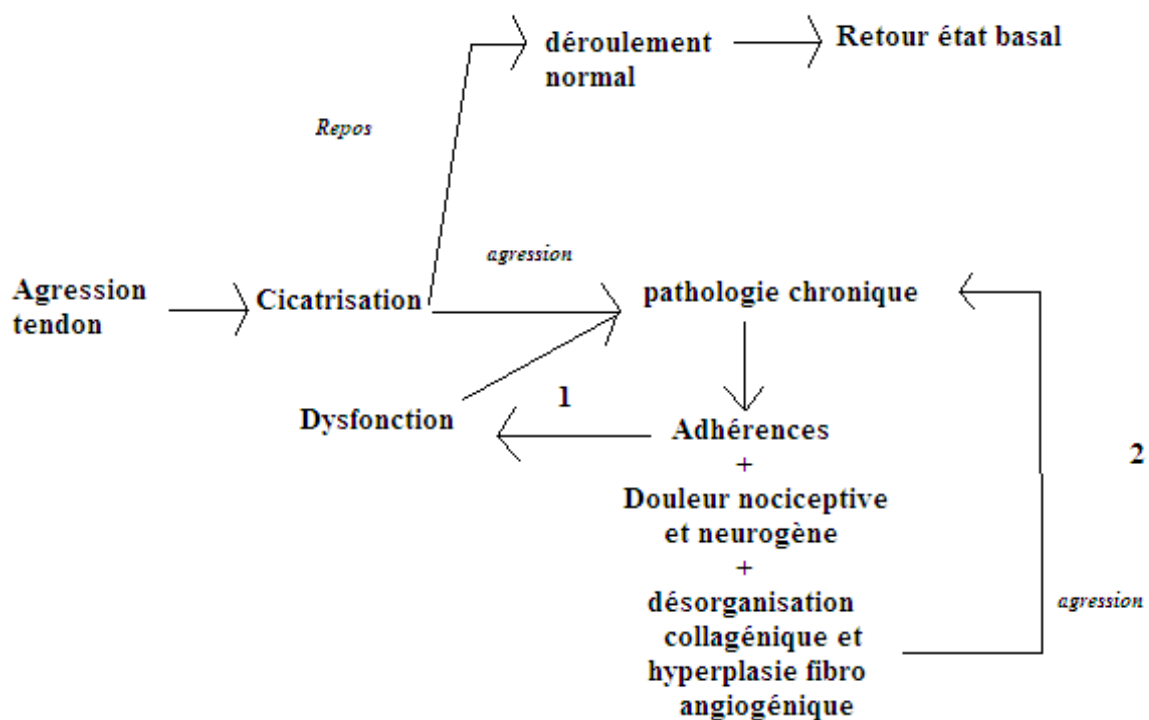 déroulement
normal
Retour état basal
Repos
agression
Agression
tendon
Cicatrisation
pathologie chronique
Dysfonction
1
Adhérences
+
Douleur nociceptive
et neurogène
+
désorganisation
collagénique et
hyperplasie fibro
angiogénique
2
agression